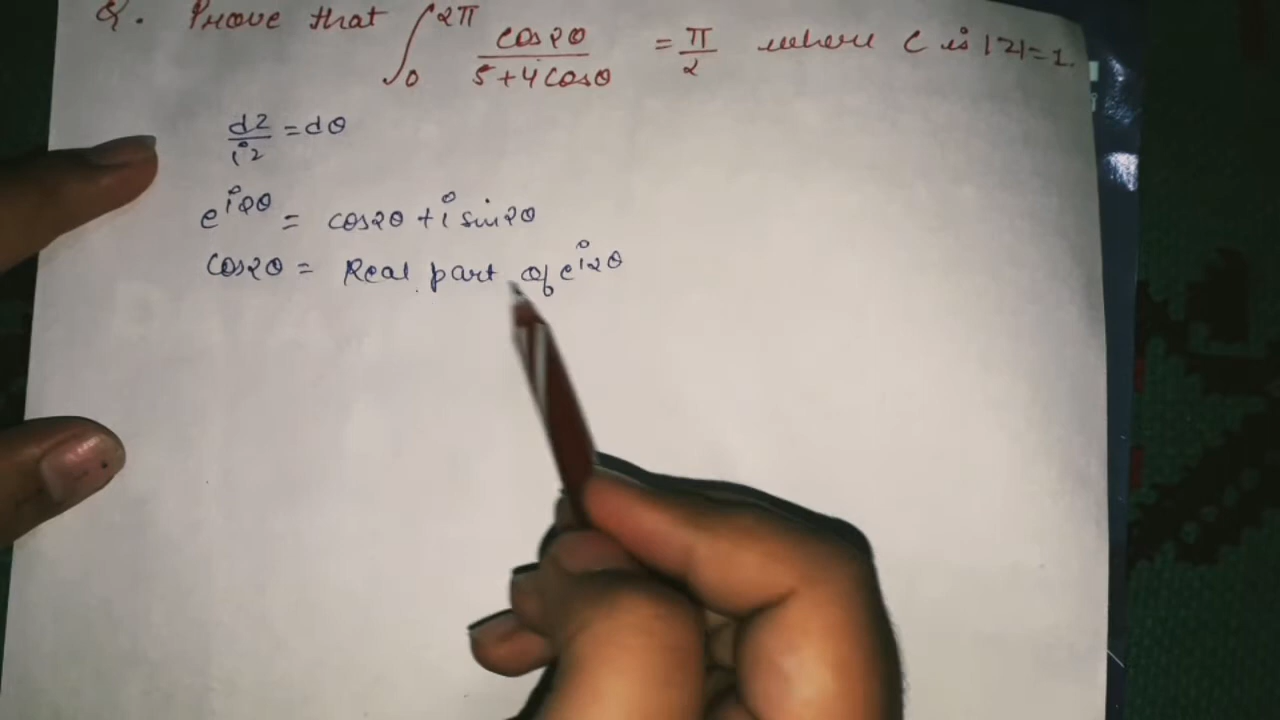 Q. Prove that ∫₀^2π cos2θ / 5+4cosθ = π/2 where C is |z|=1.
dz/iz = dθ
e^i2θ = cos2θ + i sin2θ
cos2θ = Real part of e^i2θ